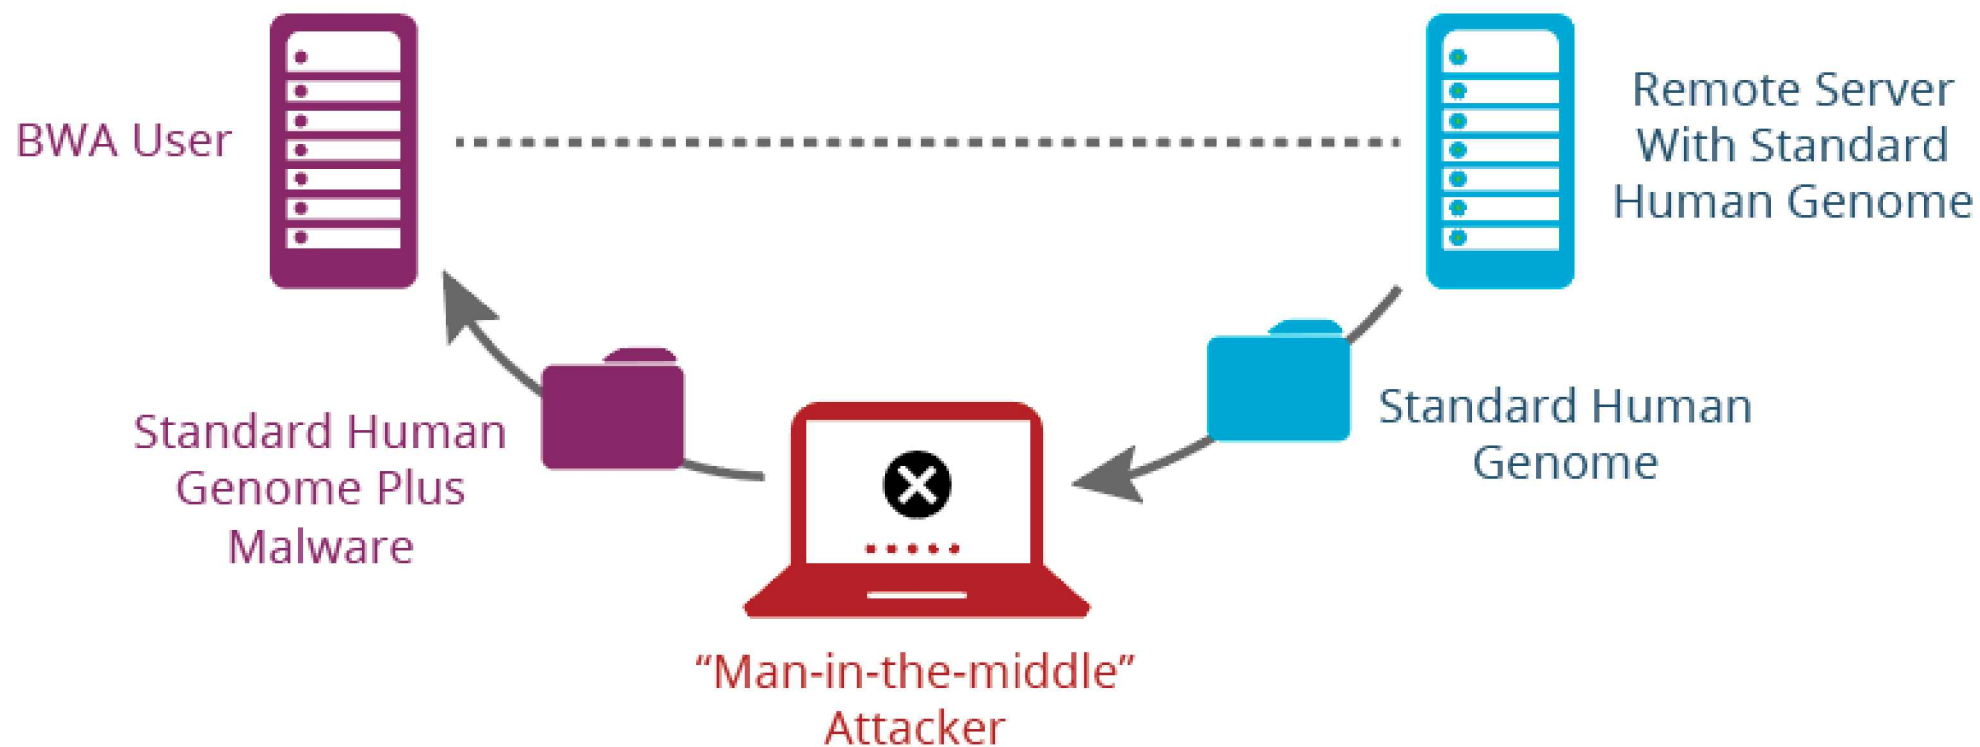 BWA User
Remote Server
With Standard
Human Genome
Standard Human
Genome Plus
Malware
Standard Human
Genome
“Man-in-the-middle”
Attacker